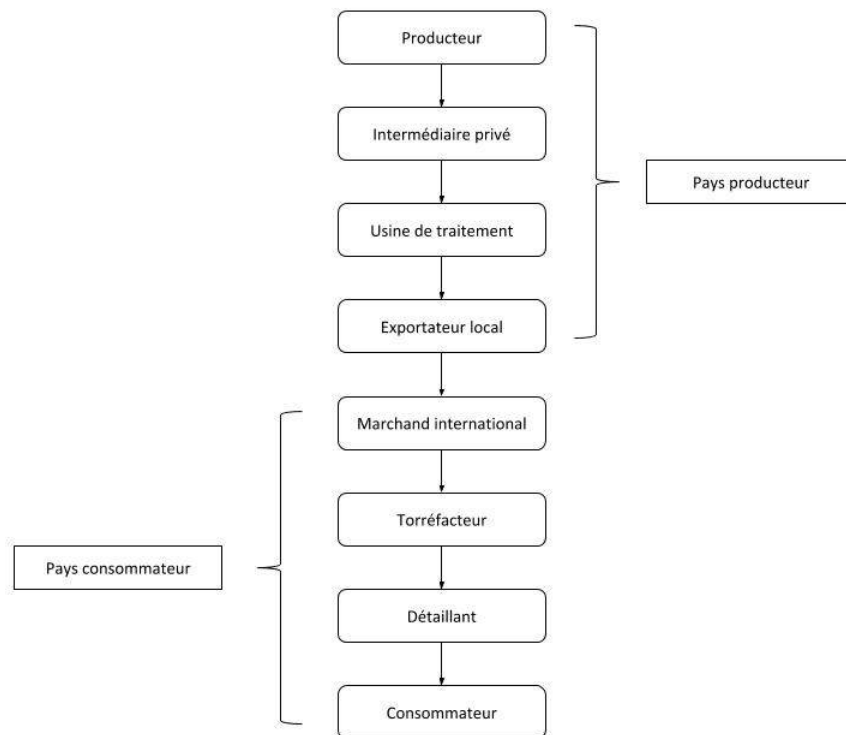 Producteur
Intermédiaire privé
Pays producteur
Usine de traitement
Exportateur local
Marchand international
Torréfacteur
Pays consommateur
Détaillant
Consommateur